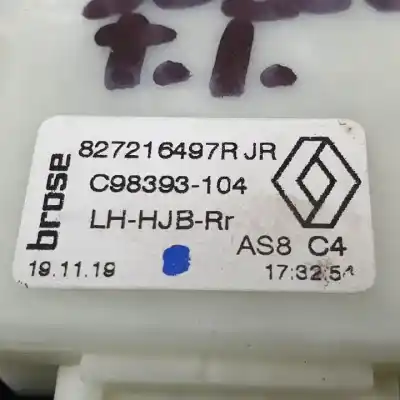 T.I.
brose
827216497R JR
C98393-104
LH-HJB-Rr
AS8 C4
19.11.19
17:32:54